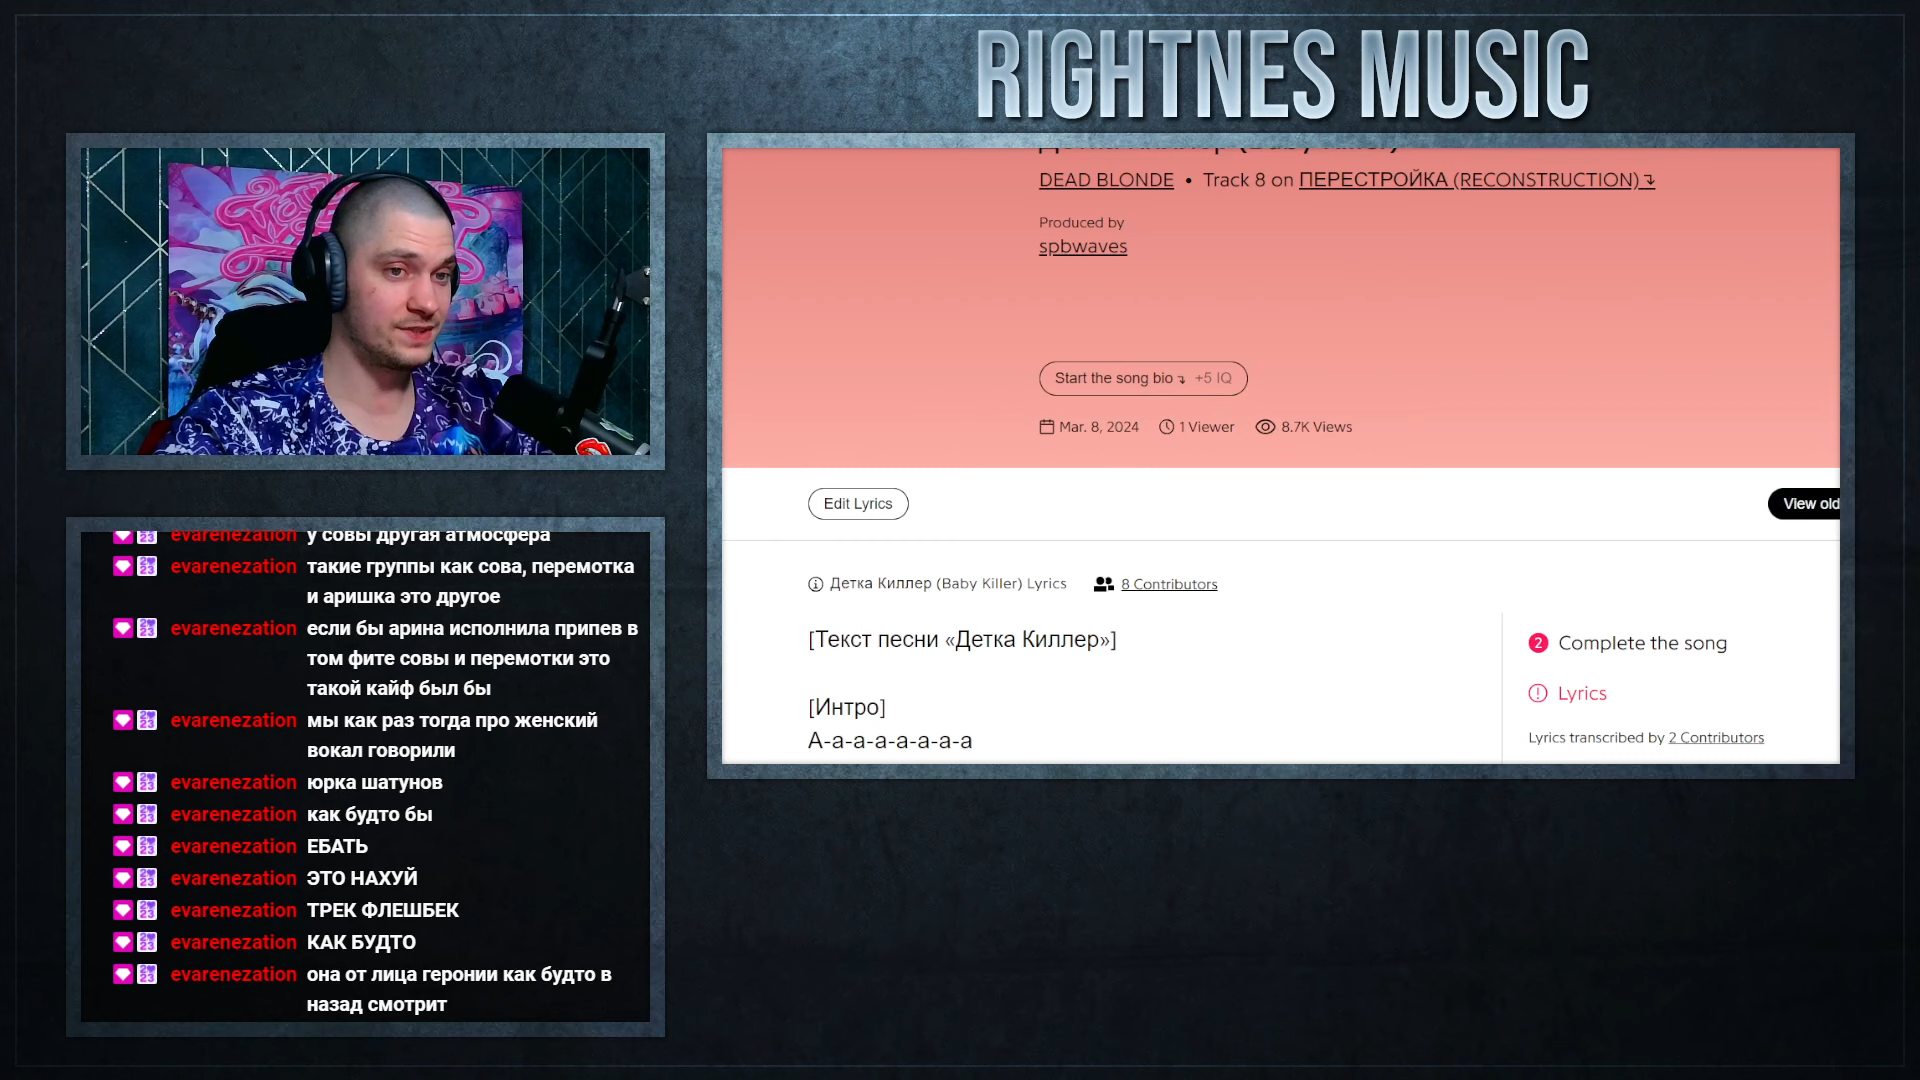 RIGHTNES MUSIC
DEAD BLONDE • Track 8 on ПЕРЕСТРОЙКА (RECONSTRUCTION)
Produced by
spbwaves
Start the song bio +5 IQ
Mar. 8, 2024 1 Viewer 8.7K Views
Edit Lyrics
View old
Детка Киллер (Baby Killer) Lyrics 8 Contributors
[Текст песни «Детка Киллер»]
[Интро]
А-а-а-а-а-а-а-а
2 Complete the song
Lyrics
Lyrics transcribed by 2 Contributors
evarenezation у совы другая атмосфера
evarenezation такие группы как сова, перемотка
и аришка это другое
evarenezation если бы арина исполнила припев в
том фите совы и перемотки это
такой кайф был бы
evarenezation мы как раз тогда про женский
вокал говорили
evarenezation юрка шатунов
evarenezation как будто бы
evarenezation ЕБАТЬ
evarenezation ЭТО НАХУЙ
evarenezation ТРЕК ФЛЕШБЕК
evarenezation КАК БУДТО
evarenezation она от лица геронии как будто в
назад смотрит